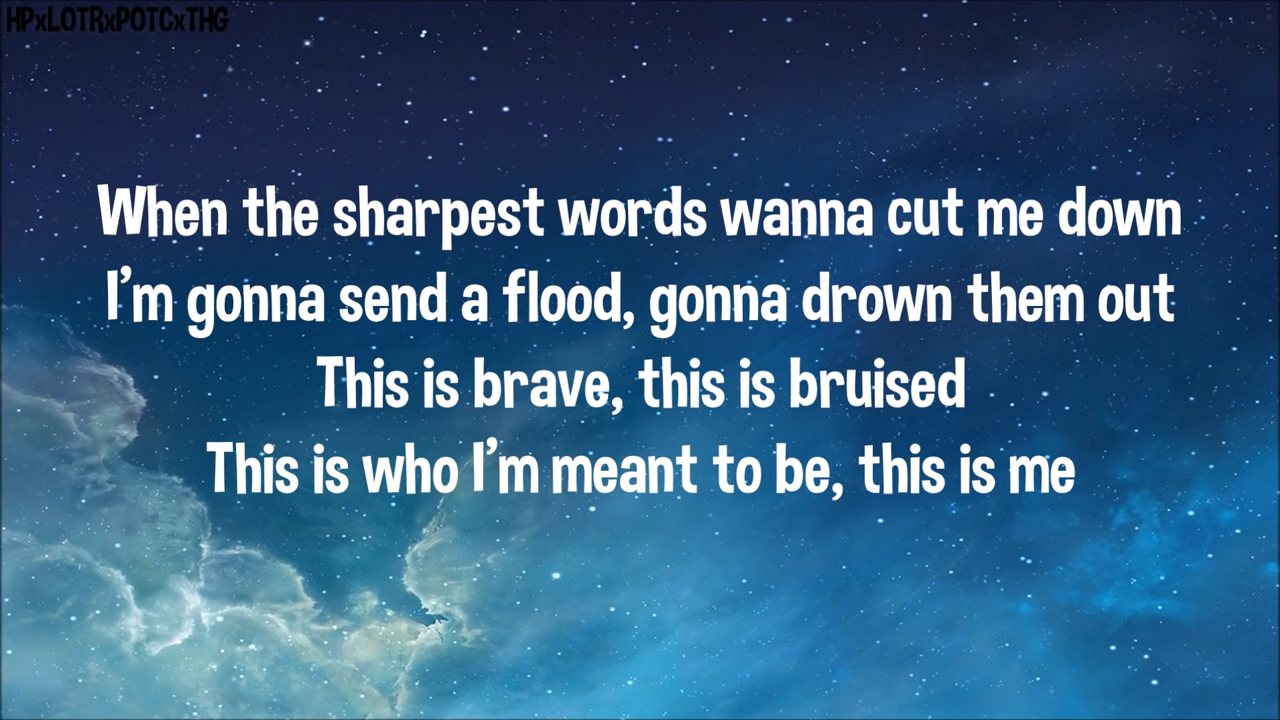 HPxLOTRxPOTCxTHG
When the sharpest words wanna cut me down
I'm gonna send a flood, gonna drown them out
This is brave, this is bruised
This is who I'm meant to be, this is me